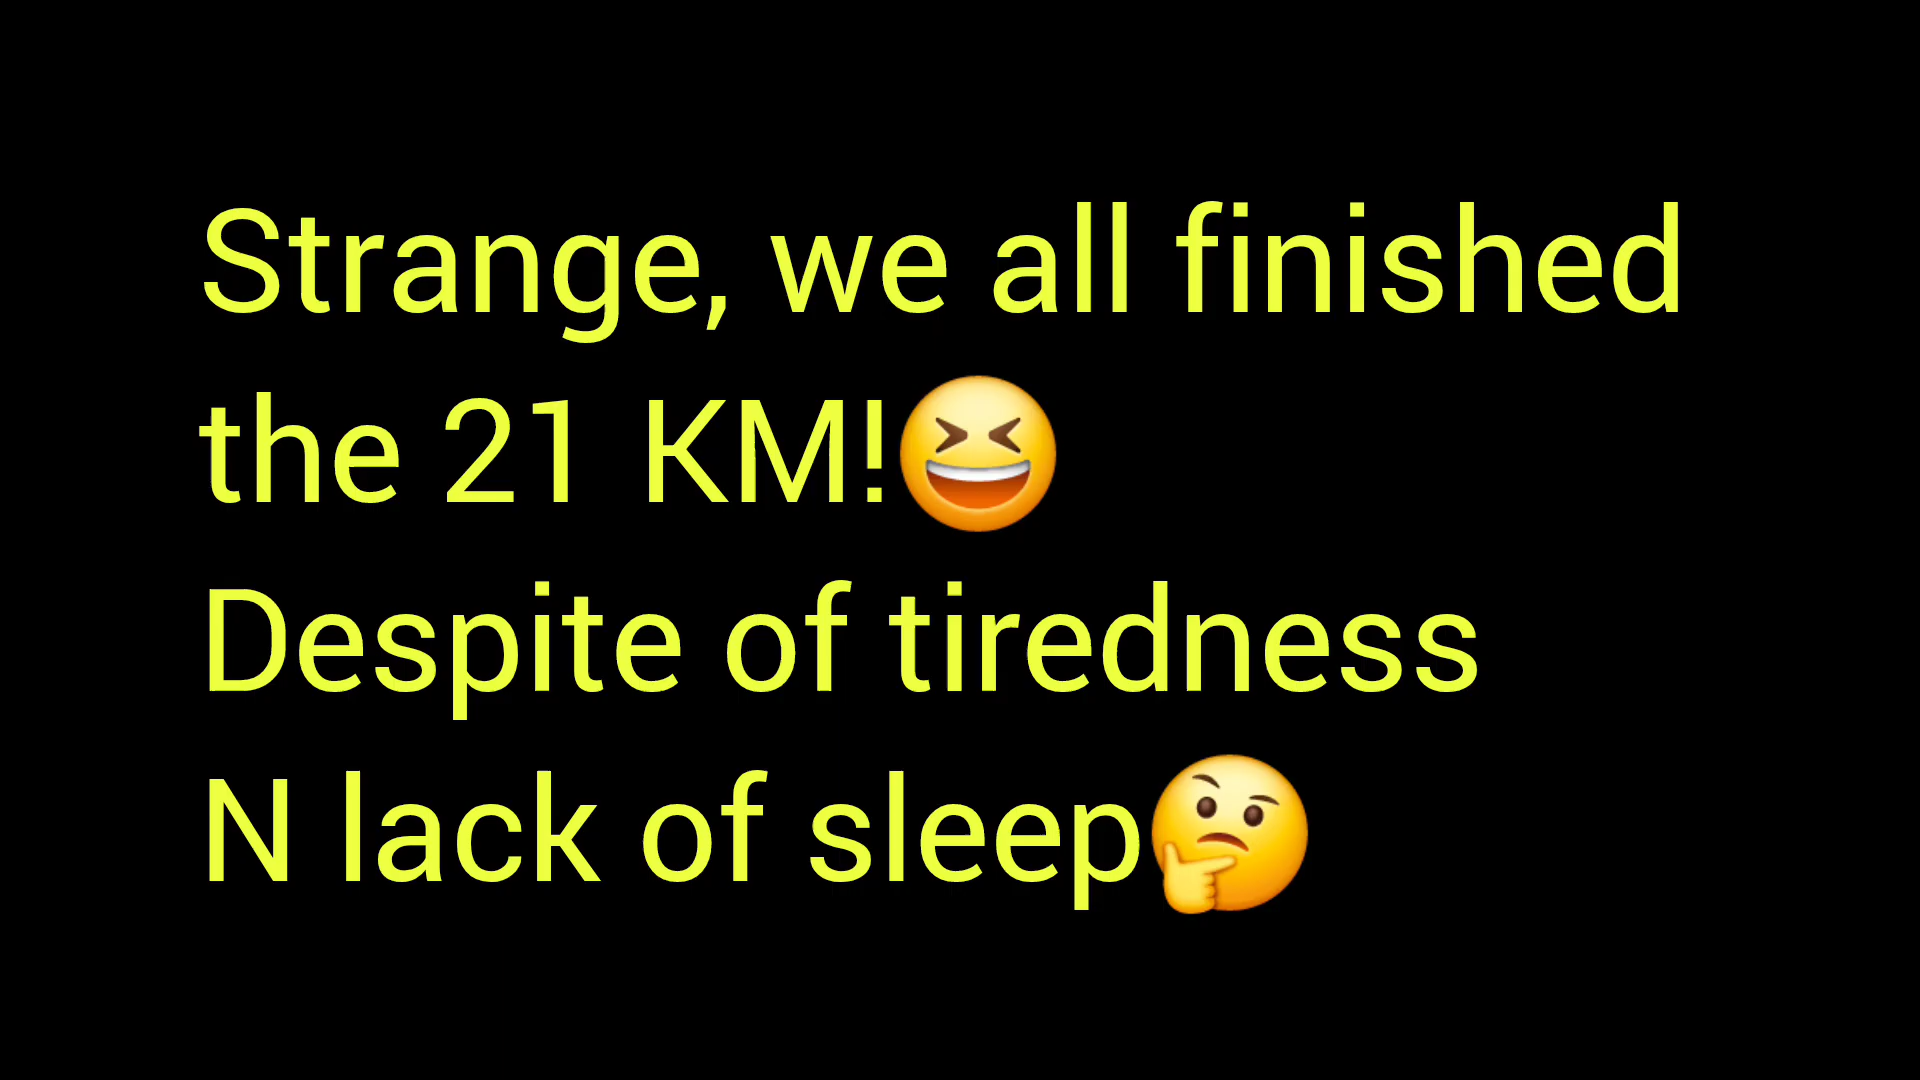 Strange, we all finished
the 21 KM!😆
Despite of tiredness
N lack of sleep🤔